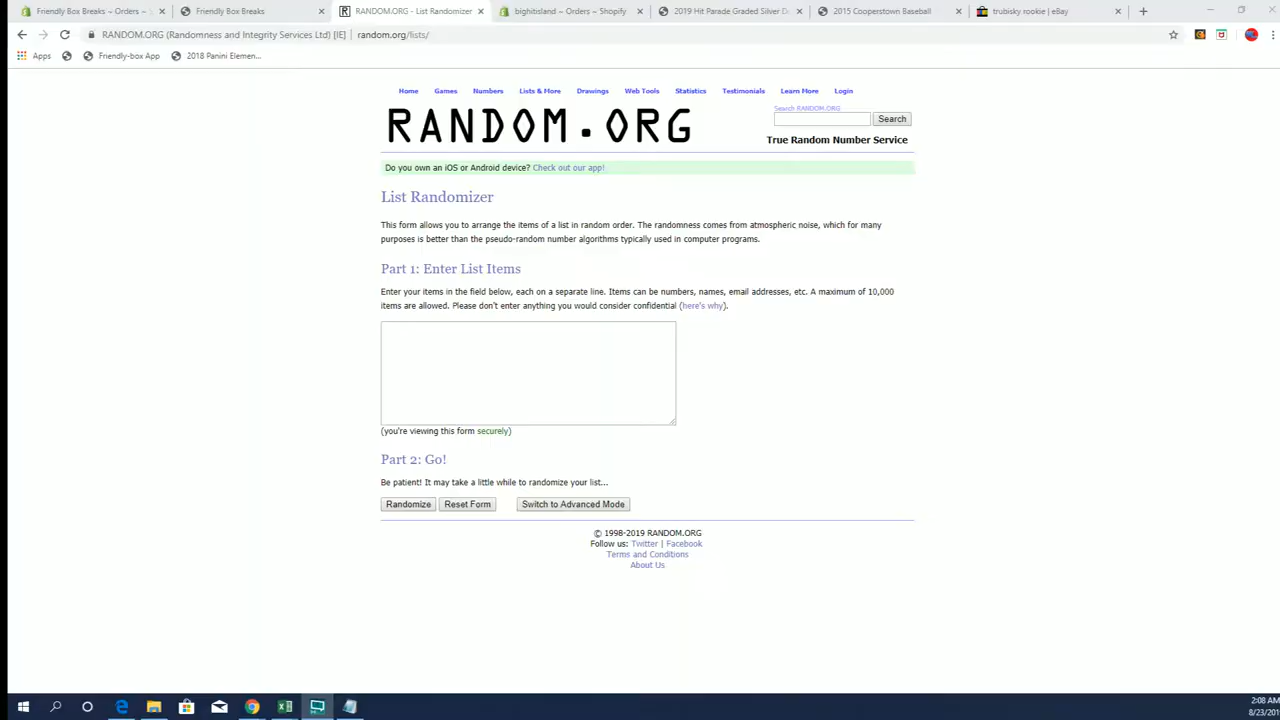 Friendly Box Breaks ~ Orders ~ S
Friendly Box Breaks
RANDOM.ORG - List Randomizer
bighitsland ~ Orders ~ Shopify
2019 Hit Parade Graded Silver D
2015 Cooperstown Baseball
trubisky rookie | eBay
RANDOM.ORG (Randomness and Integrity Services Ltd) [IE] | random.org/lists/
Apps
Friendly-box App
2018 Panini Elemen...
Home Games Numbers Lists & More Drawings Web Tools Statistics Testimonials Learn More Login
RANDOM.ORG
Search RANDOM.ORG
Search
True Random Number Service
Do you own an iOS or Android device? Check out our app!
List Randomizer
This form allows you to arrange the items of a list in random order. The randomness comes from atmospheric noise, which for many
purposes is better than the pseudo-random number algorithms typically used in computer programs.
Part 1: Enter List Items
Enter your items in the field below, each on a separate line. Items can be numbers, names, email addresses, etc. A maximum of 10,000
items are allowed. Please don't enter anything you would consider confidential (here's why).
(you're viewing this form securely)
Part 2: Go!
Be patient! It may take a little while to randomize your list...
Randomize Reset Form Switch to Advanced Mode
© 1998-2019 RANDOM.ORG
Follow us: Twitter | Facebook
Terms and Conditions
About Us
2:08 AM
8/23/201